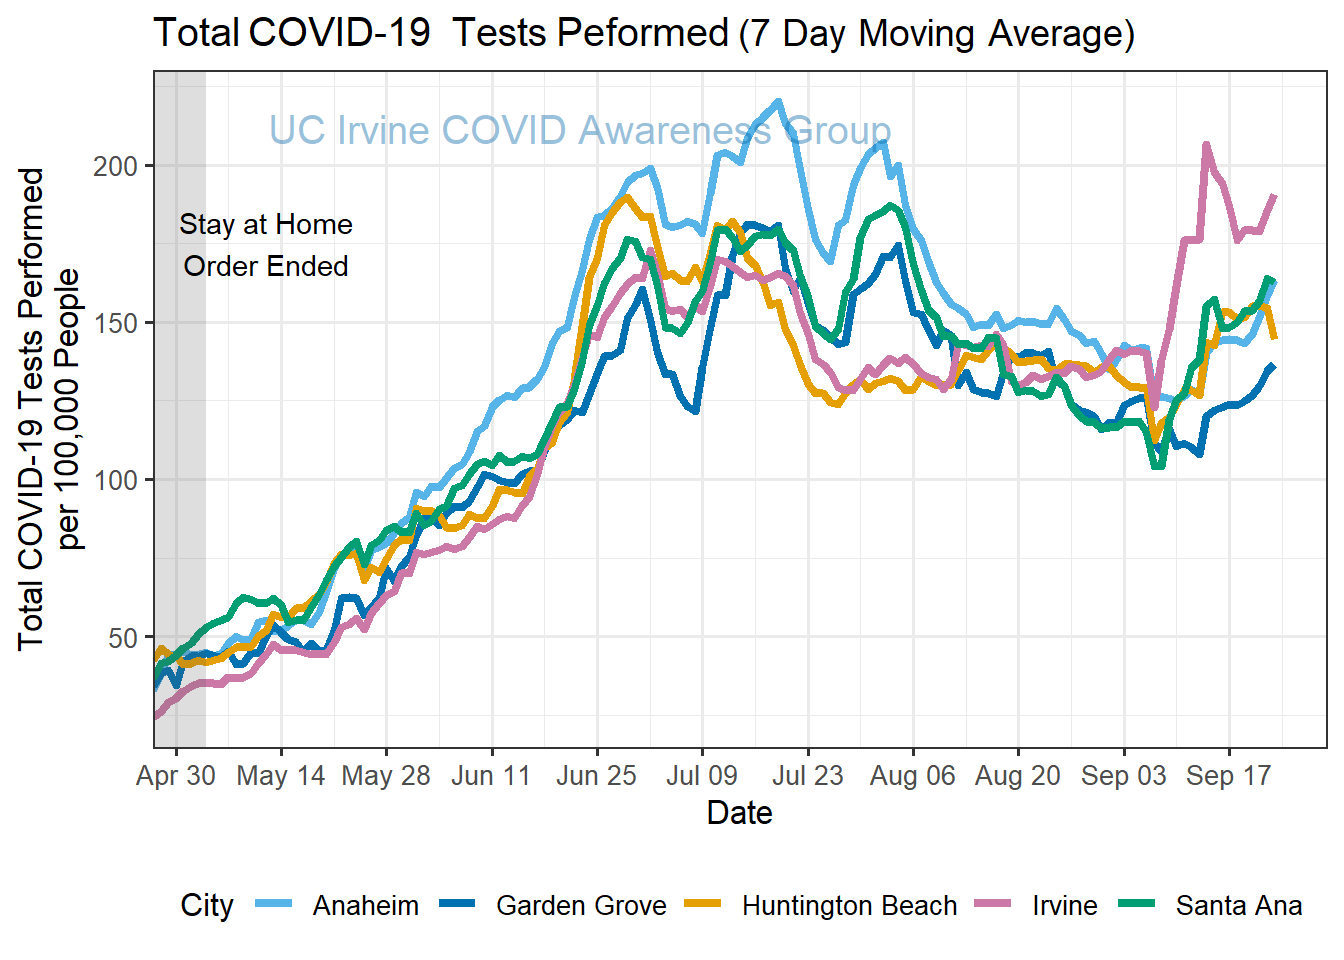 Total COVID-19  Tests Peformed (7 Day Moving Average)
UC Irvine COVID Awareness Group
Stay at Home
Order Ended
Total COVID-19 Tests Performed
per 100,000 People
200
150
100
50
Apr 30 May 14 May 28 Jun 11 Jun 25 Jul 09 Jul 23 Aug 06 Aug 20 Sep 03 Sep 17
Date
City Anaheim Garden Grove Huntington Beach Irvine Santa Ana